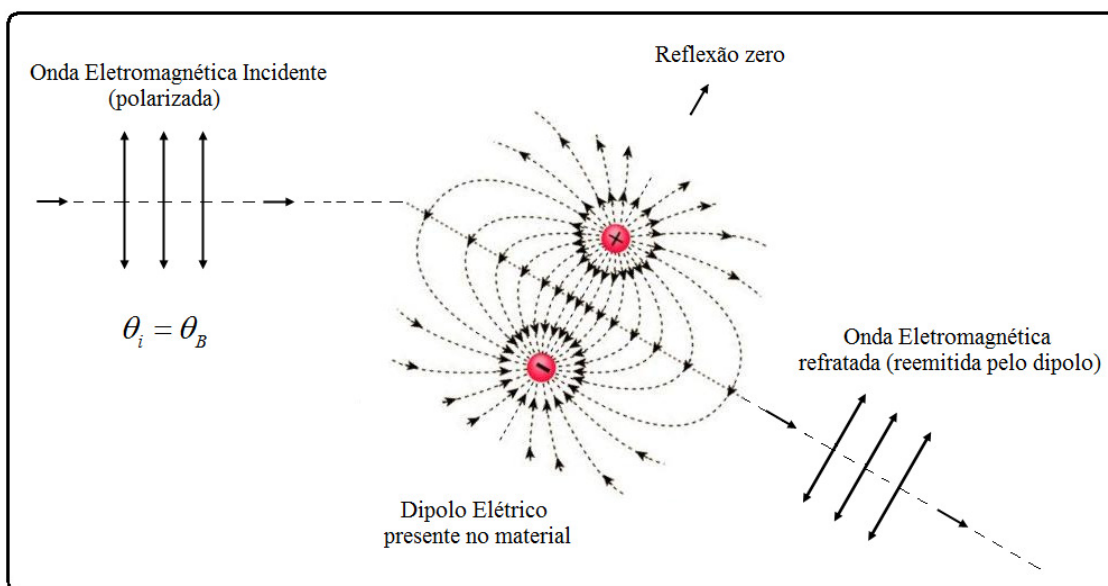 Onda Eletromagnética Incidente
(polarizada)
Reflexão zero
θi = θB
+
−
Onda Eletromagnética
refratada (reemitida pelo dipolo)
Dipolo Elétrico
presente no material